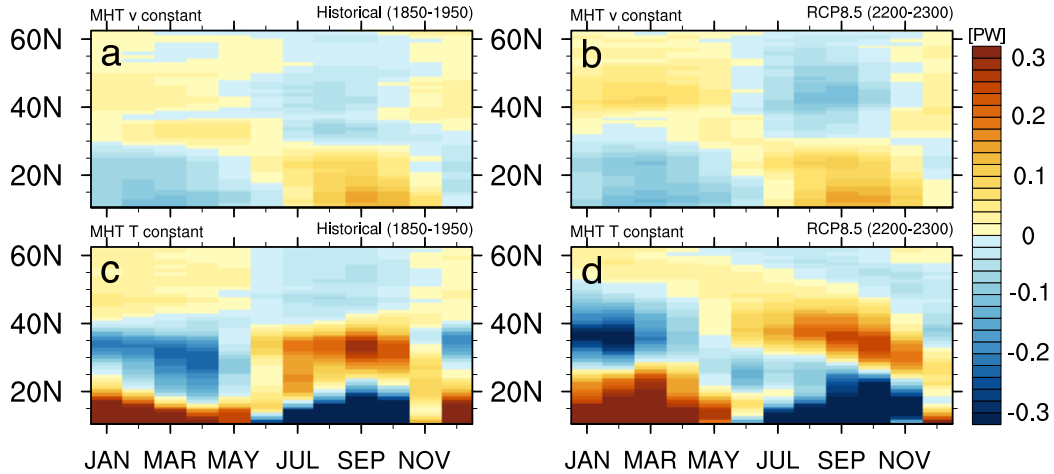 MHT v constant Historical (1850-1950)
MHT v constant RCP8.5 (2200-2300)
[PW]
a
b
60N
40N
20N
0.3
0.2
0.1
0
-0.1
-0.2
-0.3
MHT T constant Historical (1850-1950)
MHT T constant RCP8.5 (2200-2300)
c
d
60N
40N
20N
60N
40N
20N
60N
40N
20N
JAN MAR MAY JUL SEP NOV
JAN MAR MAY JUL SEP NOV